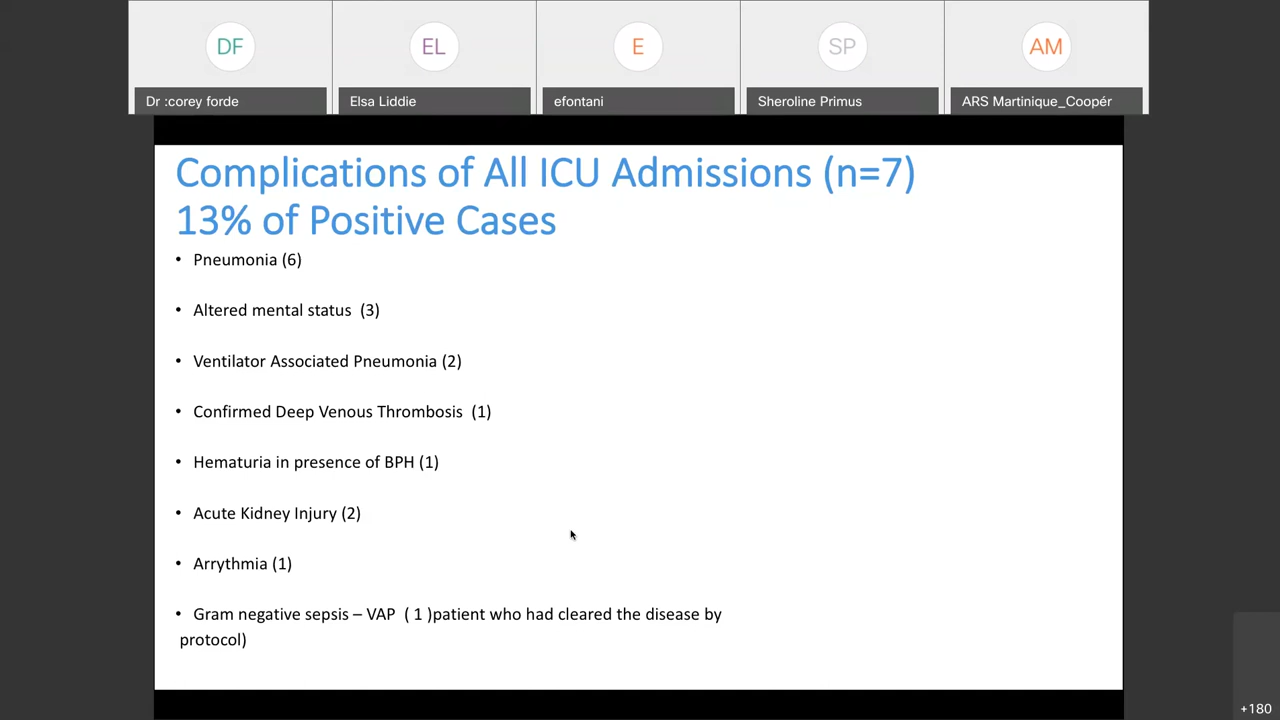 DF
EL
E
SP
AM
Dr :corey forde
Elsa Liddie
efontani
Sheroline Primus
ARS Martinique_Coopér
Complications of All ICU Admissions (n=7)
13% of Positive Cases
• Pneumonia (6)
• Altered mental status (3)
• Ventilator Associated Pneumonia (2)
• Confirmed Deep Venous Thrombosis (1)
• Hematuria in presence of BPH (1)
• Acute Kidney Injury (2)
• Arrythmia (1)
• Gram negative sepsis – VAP ( 1 )patient who had cleared the disease by
protocol)
+180